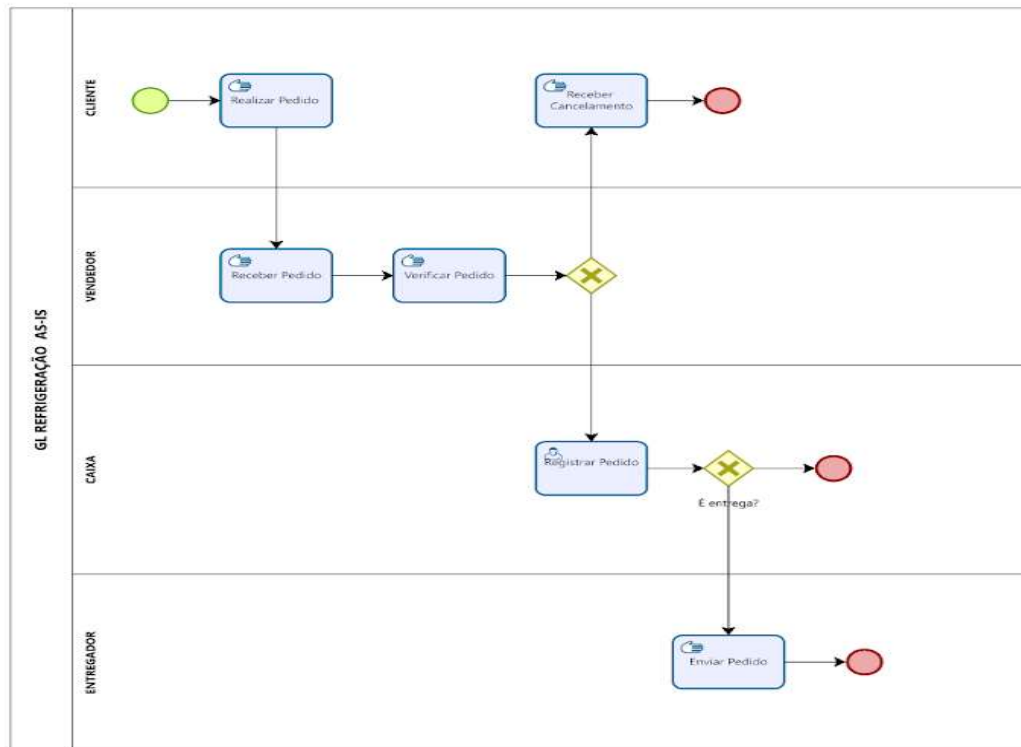 GL REFRIGERAÇÃO AS-IS
CLIENTE
Realizar Pedido
Receber
Cancelamento
VENDEDOR
Receber Pedido
Verificar Pedido
CAIXA
Registrar Pedido
É entrega?
ENTREGADOR
Enviar Pedido